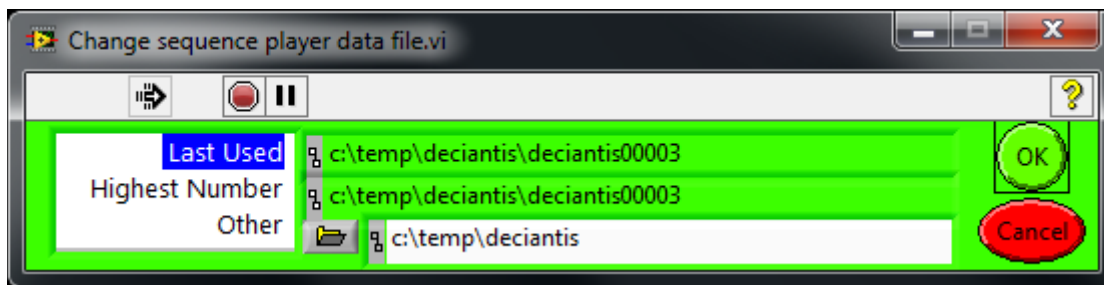 Change sequence player data file.vi
?
Last Used c:\temp\deciantis\deciantis00003 OK
Highest Number c:\temp\deciantis\deciantis00003
Other c:\temp\deciantis Cancel